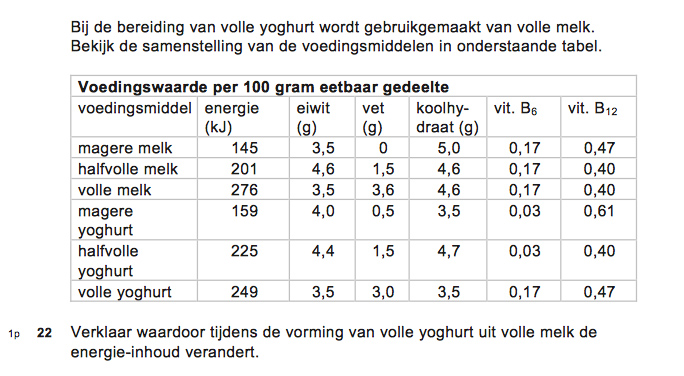 Bij de bereiding van volle yoghurt wordt gebruikgemaakt van volle melk.
Bekijk de samenstelling van de voedingsmiddelen in onderstaande tabel.
Voedingswaarde per 100 gram eetbaar gedeelte
voedingsmiddel energie (kJ) eiwit (g) vet (g) koolhy-draat (g) vit. B6 vit. B12
magere melk 145 3,5 0 5,0 0,17 0,47
halfvolle melk 201 4,6 1,5 4,6 0,17 0,40
volle melk 276 3,5 3,6 4,6 0,17 0,40
magere yoghurt 159 4,0 0,5 3,5 0,03 0,61
halfvolle yoghurt 225 4,4 1,5 4,7 0,03 0,40
volle yoghurt 249 3,5 3,0 3,5 0,17 0,47
1p 22 Verklaar waardoor tijdens de vorming van volle yoghurt uit volle melk de
energie-inhoud verandert.